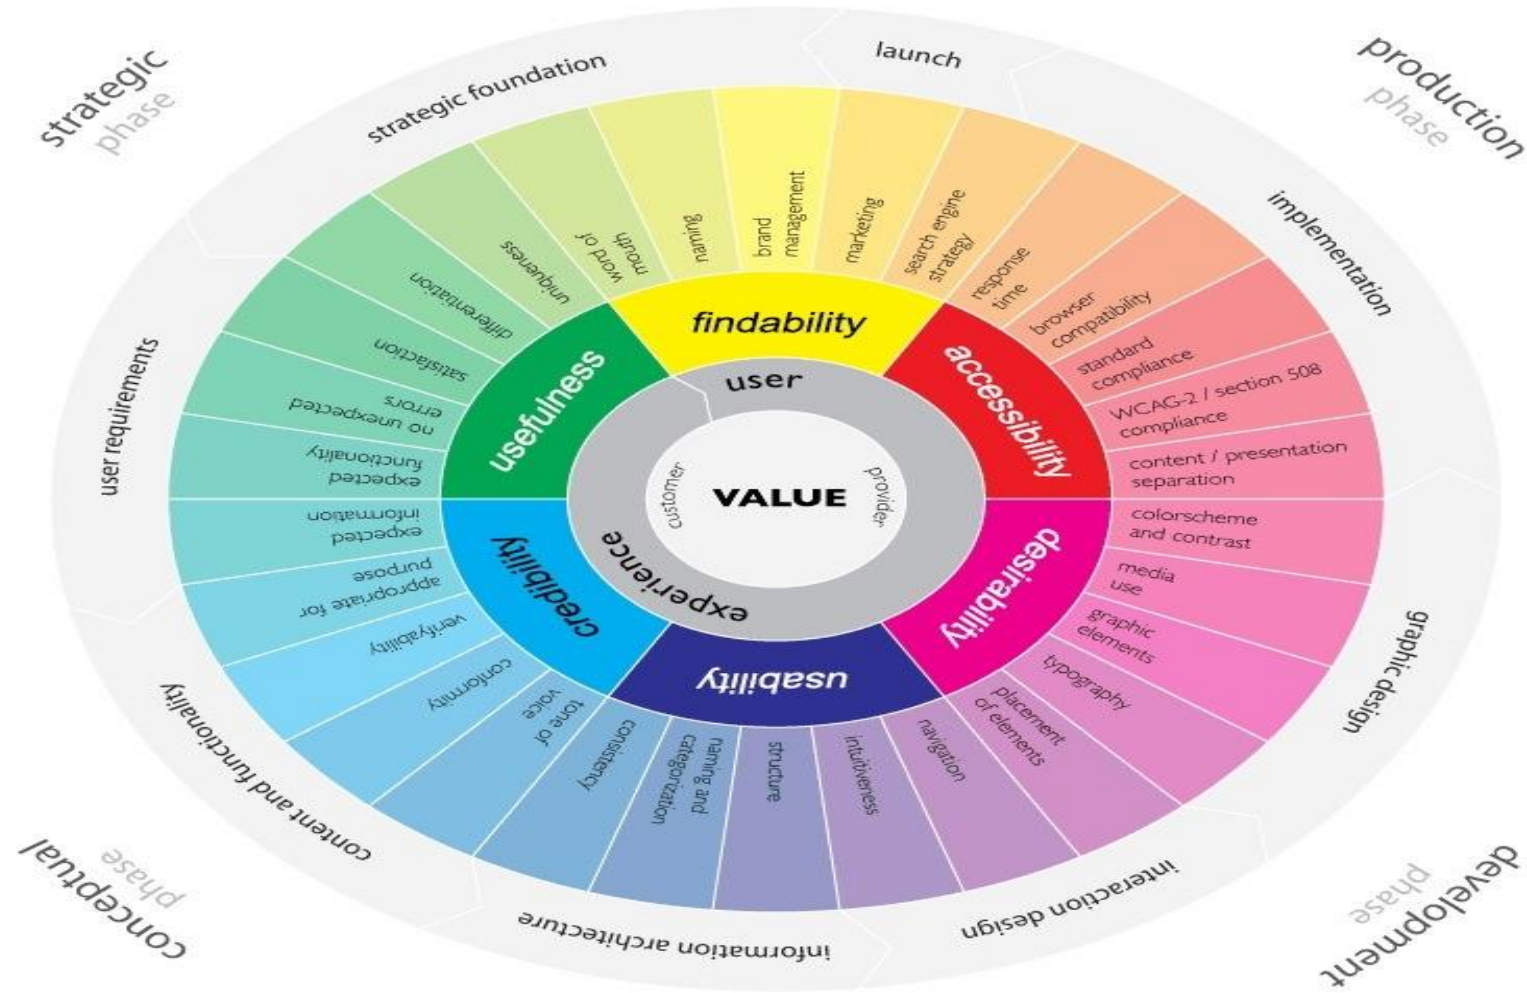 strategic
phase
production
phase
development
phase
conceptual
phase
strategic foundation
launch
implementation
graphic design
interaction design
information architecture
content and functionality
user requirements
findability
accessibility
desirability
usability
credibility
usefulness
user
experience
customer
VALUE
provider
naming
brand
management
marketing
search engine
strategy
response
time
browser
compatibility
standard
compliance
WCAG-2 / section 508
compliance
content / presentation
separation
colorscheme
and contrast
media
use
graphic
elements
typography
placement
of elements
navigation
intuitiveness
structure
naming and
categorization
consistency
tone of
voice
conformity
verifyability
appropriate for
purpose
expected
information
expected
functionality
no unexpected
errors
satisfaction
differentiation
uniqueness
word of
mouth